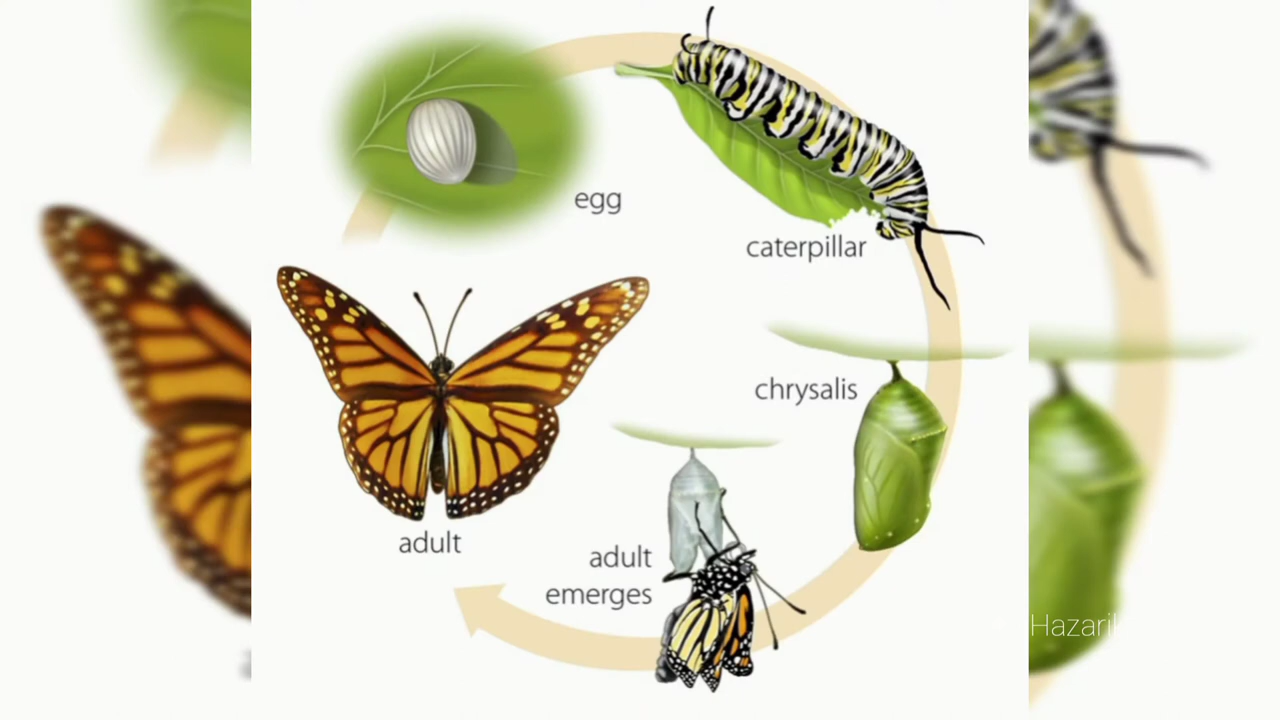 egg
caterpillar
chrysalis
adult
emerges
adult